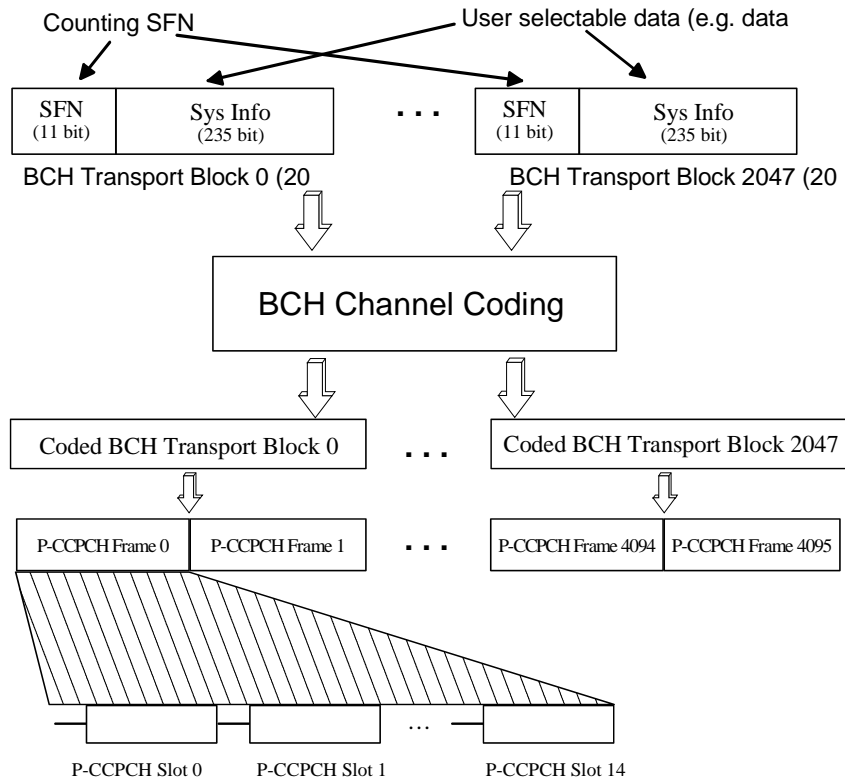 Counting SFN
User selectable data (e.g. data
SFN
(11 bit)
Sys Info
(235 bit)
. . .
SFN
(11 bit)
Sys Info
(235 bit)
BCH Transport Block 0 (20
BCH Transport Block 2047 (20
BCH Channel Coding
Coded BCH Transport Block 0
. . .
Coded BCH Transport Block 2047
P-CCPCH Frame 0
P-CCPCH Frame 1
. . .
P-CCPCH Frame 4094
P-CCPCH Frame 4095
...
P-CCPCH Slot 0
P-CCPCH Slot 1
P-CCPCH Slot 14